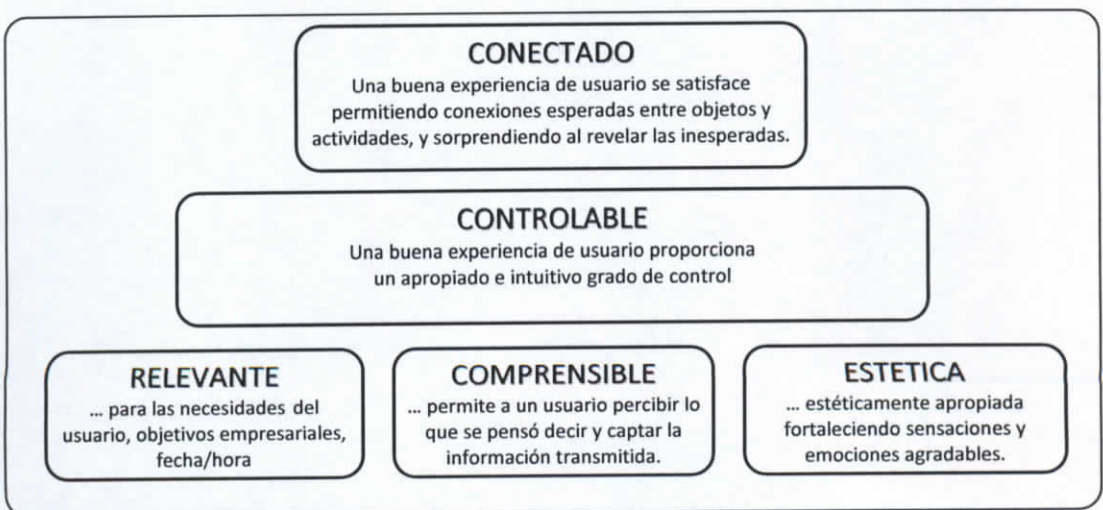 CONECTADO
Una buena experiencia de usuario se satisface
permitiendo conexiones esperadas entre objetos y
actividades, y sorprendiendo al revelar las inesperadas.
CONTROLABLE
Una buena experiencia de usuario proporciona
un apropiado e intuitivo grado de control
RELEVANTE
... para las necesidades del
usuario, objetivos empresariales,
fecha/hora
COMPRENSIBLE
... permite a un usuario percibir lo
que se pensó decir y captar la
información transmitida.
ESTETICA
... estéticamente apropiada
fortaleciendo sensaciones y
emociones agradables.